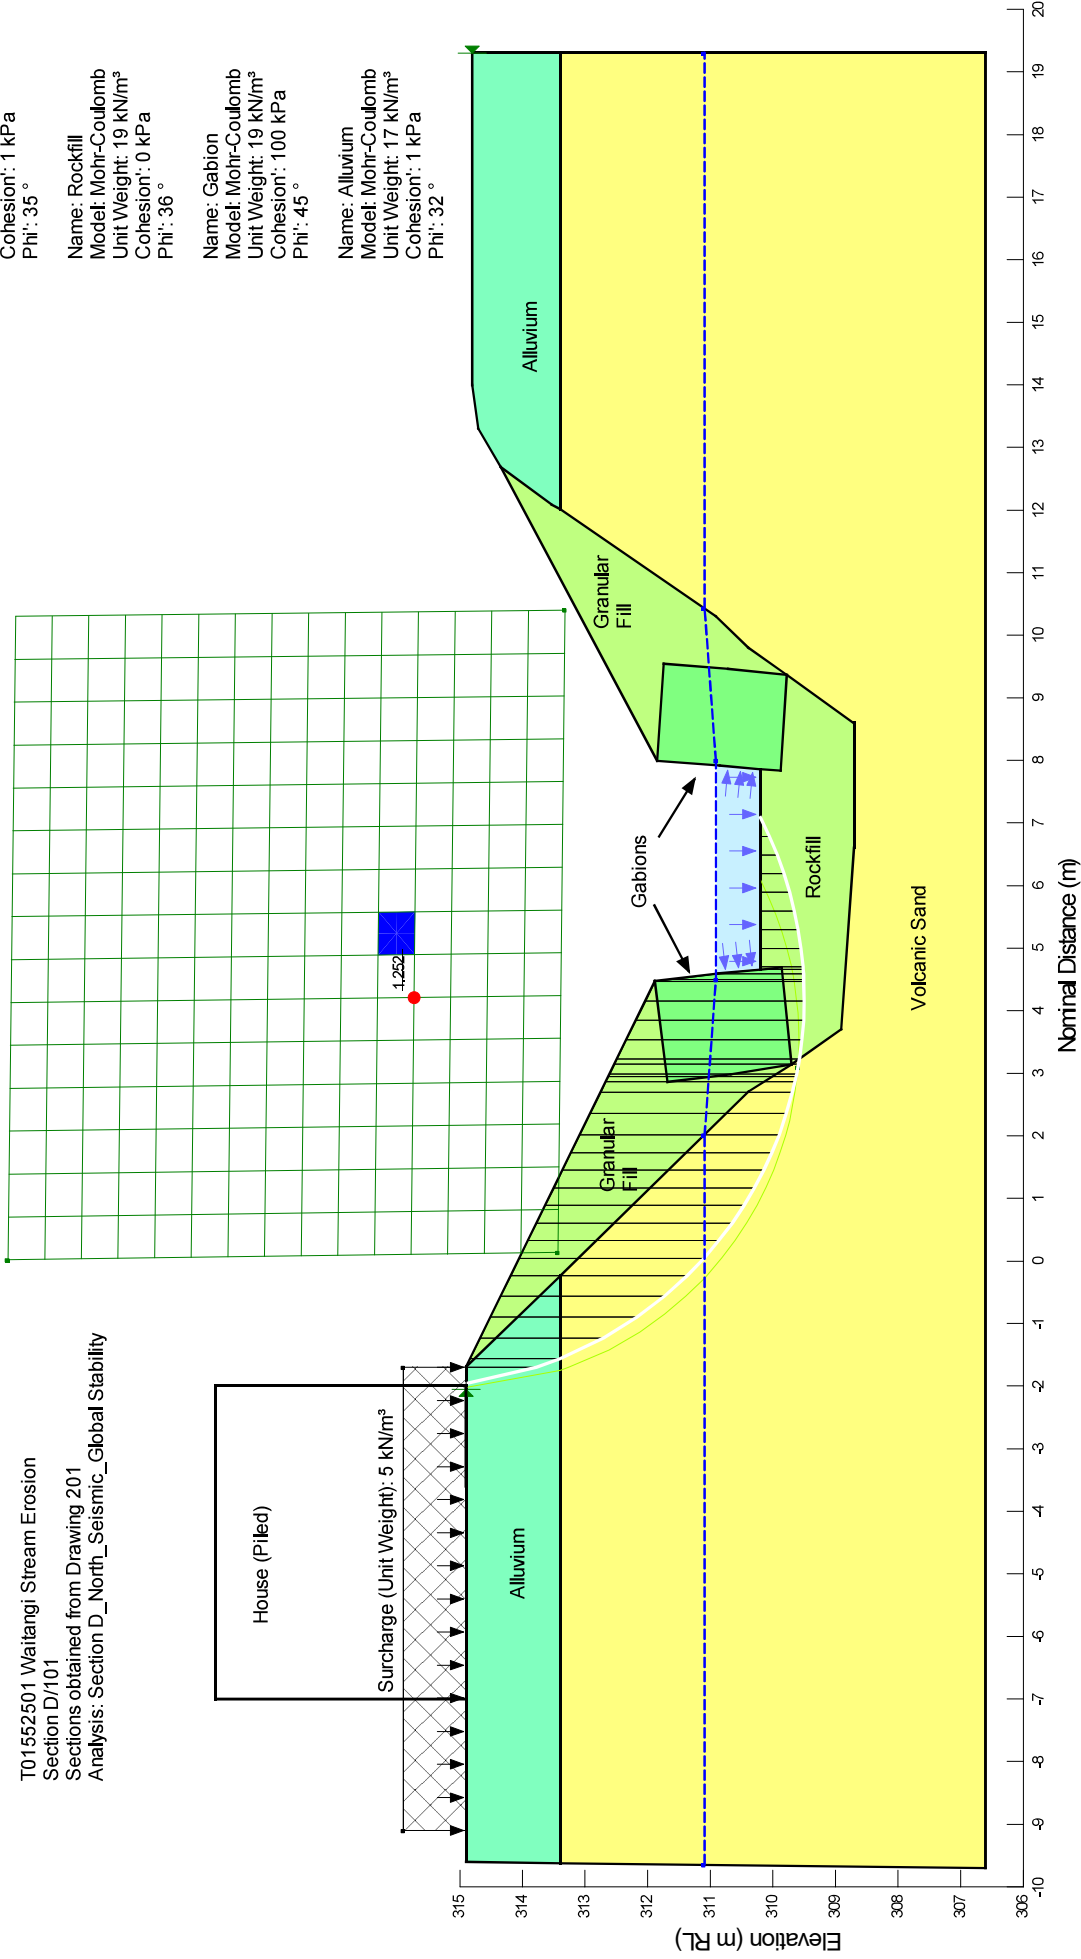 T01552501 Waitangi Stream Erosion
Section D/101
Sections obtained from Drawing 201
Analysis: Section D_North_Seismic_Global Stability
Cohesion': 1 kPa
Phi': 35 °
Name: Rockfill
Model: Mohr-Coulomb
Unit Weight: 19 kN/m³
Cohesion': 0 kPa
Phi': 36 °
Name: Gabion
Model: Mohr-Coulomb
Unit Weight: 19 kN/m³
Cohesion': 100 kPa
Phi': 45 °
Name: Alluvium
Model: Mohr-Coulomb
Unit Weight: 17 kN/m³
Cohesion': 1 kPa
Phi': 32 °
House (Piled)
Surcharge (Unit Weight): 5 kN/m³
1.252
Alluvium
Granular
Fill
Gabions
Granular
Fill
Alluvium
Rockfill
Volcanic Sand
Elevation (m RL)
315
314
313
312
311
310
309
308
307
306
-10 -9 -8 -7 -6 -5 -4 -3 -2 -1 0 1 2 3 4 5 6 7 8 9 10 11 12 13 14 15 16 17 18 19 20
Nominal Distance (m)